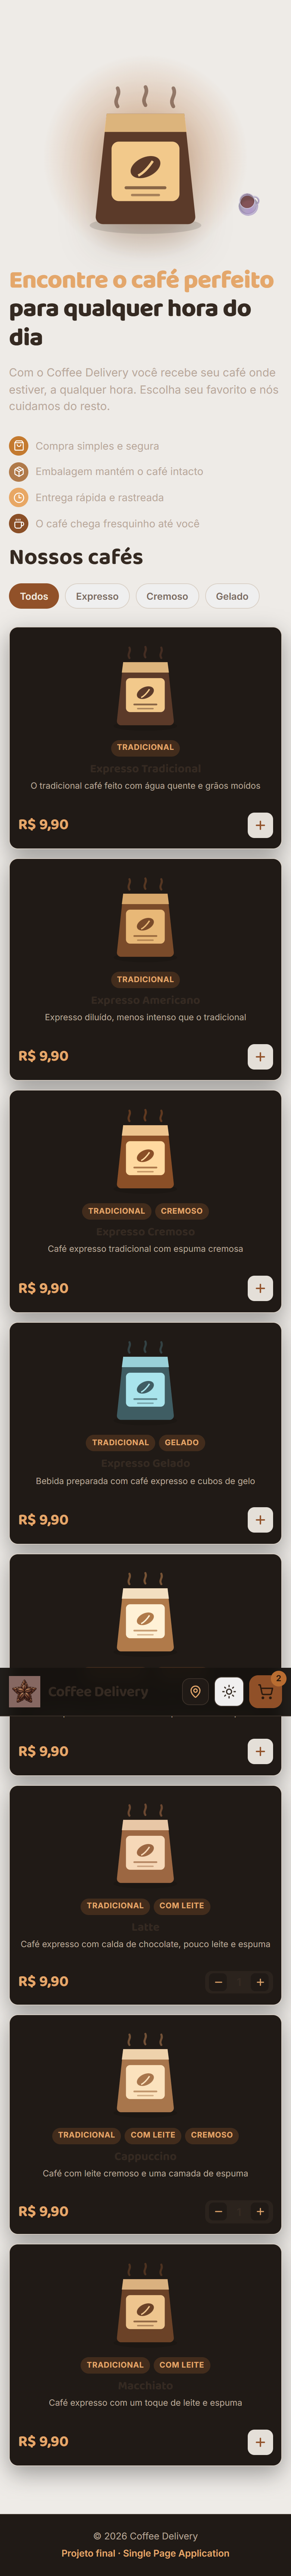 Encontre o café perfeito
para qualquer hora do
dia
Com o Coffee Delivery você recebe seu café onde
estiver, a qualquer hora. Escolha seu favorito e nós
cuidamos do resto.
Compra simples e segura
Embalagem mantém o café intacto
Entrega rápida e rastreada
O café chega fresquinho até você
Nossos cafés
Todos Expresso Cremoso Gelado
TRADICIONAL
Expresso Tradicional
O tradicional café feito com água quente e grãos moídos
R$ 9,90 +
TRADICIONAL
Expresso Americano
Expresso diluído, menos intenso que o tradicional
R$ 9,90 +
TRADICIONAL CREMOSO
Expresso Cremoso
Café expresso tradicional com espuma cremosa
R$ 9,90 +
TRADICIONAL GELADO
Expresso Gelado
Bebida preparada com café expresso e cubos de gelo
R$ 9,90 +
Coffee Delivery 2
R$ 9,90 +
TRADICIONAL COM LEITE
Latte
Café expresso com calda de chocolate, pouco leite e espuma
R$ 9,90 − +
TRADICIONAL COM LEITE CREMOSO
Cappuccino
Café com leite cremoso e uma camada de espuma
R$ 9,90 − +
TRADICIONAL COM LEITE
Macchiato
Café expresso com um toque de leite e espuma
R$ 9,90 +
© 2026 Coffee Delivery
Projeto final · Single Page Application